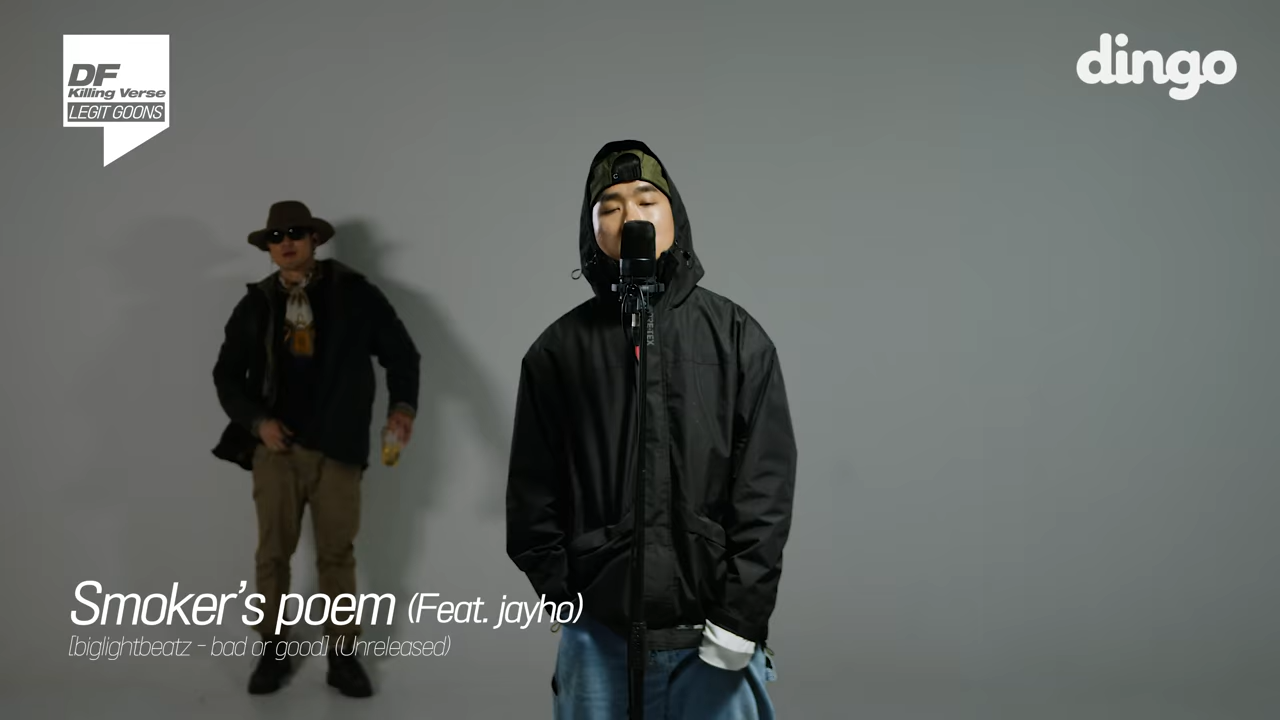 DF
Killing Verse
LEGIT GOONS
dingo
Smoker's poem (Feat. jayho)
[biglightbeatz - bad or good] (Unreleased)